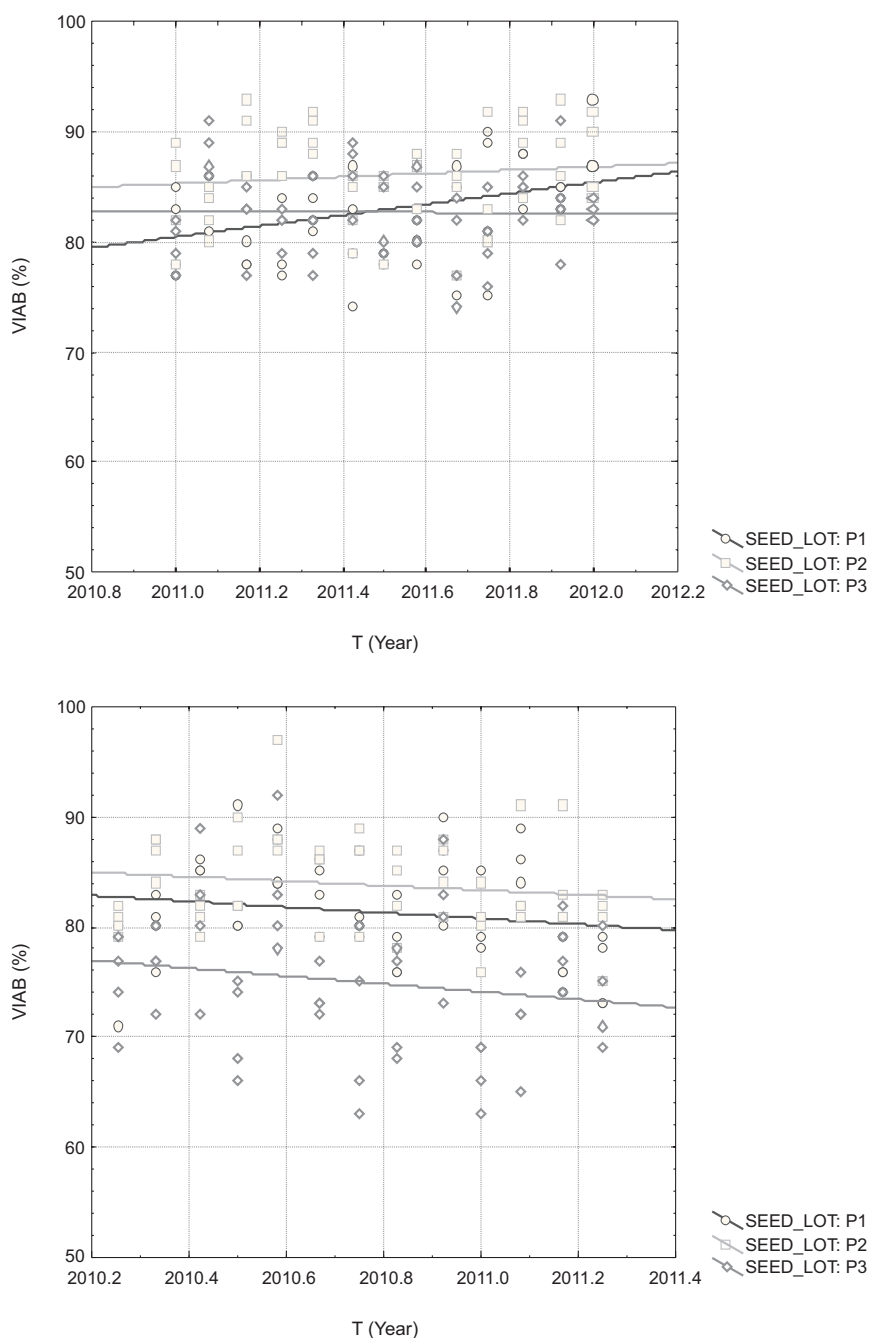 100
90
80
70
60
50
VIAB (%)
2010.8 2011.0 2011.2 2011.4 2011.6 2011.8 2012.0 2012.2
T (Year)
SEED_LOT: P1
SEED_LOT: P2
SEED_LOT: P3
100
90
80
70
60
50
VIAB (%)
2010.2 2010.4 2010.6 2010.8 2011.0 2011.2 2011.4
T (Year)
SEED_LOT: P1
SEED_LOT: P2
SEED_LOT: P3